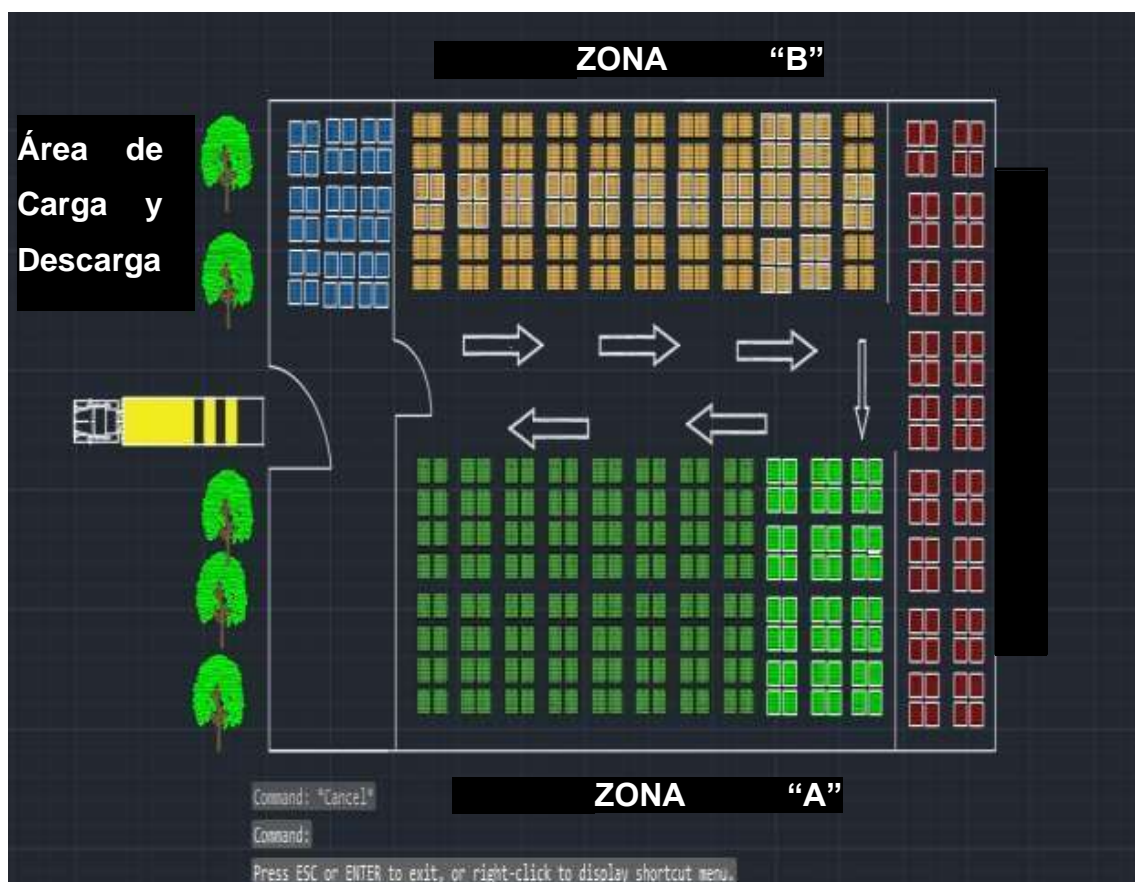 ZONA “B”
Área de
Carga y
Descarga
ZONA “A”
Command: *Cancel*
Command:
Press ESC or ENTER to exit, or right-click to display shortcut menu.